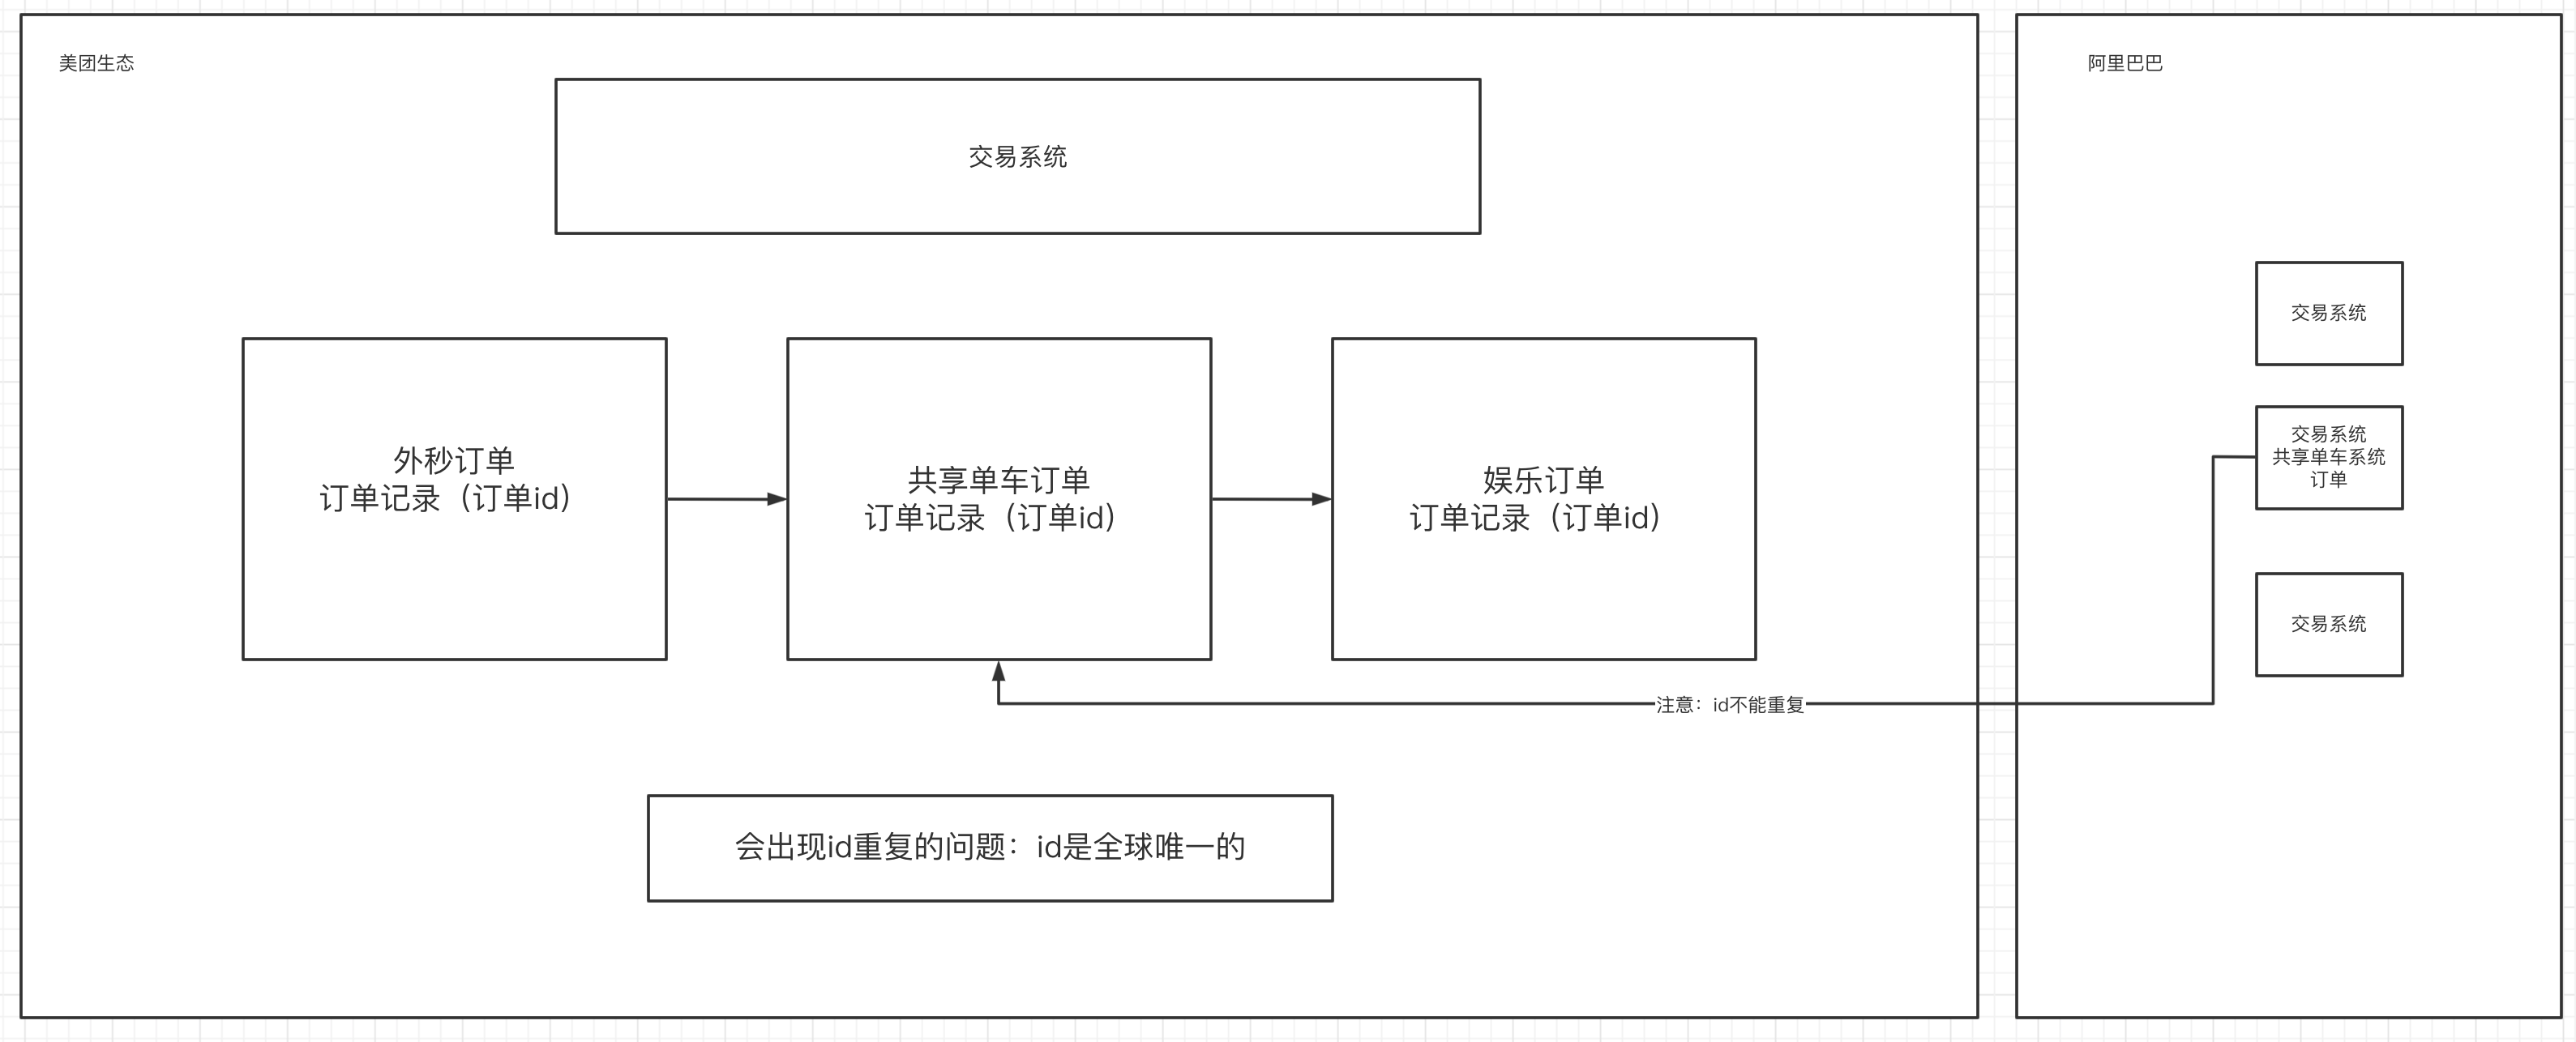 美团生态
交易系统
外秒订单
订单记录（订单id）
共享单车订单
订单记录（订单id）
娱乐订单
订单记录（订单id）
注意：id不能重复
会出现id重复的问题：id是全球唯一的
阿里巴巴
交易系统
交易系统
共享单车系统
订单
交易系统